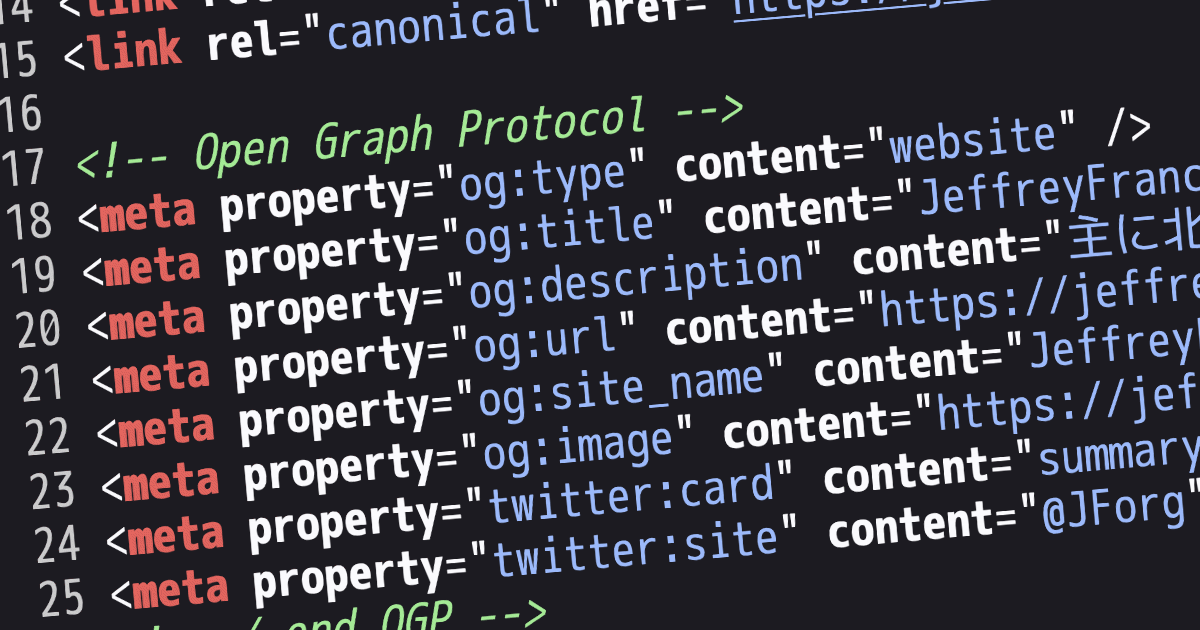 14 <link
15 <link rel="canonical" href="https://j
16
17 <!-- Open Graph Protocol -->
18 <meta property="og:type" content="website" />
19 <meta property="og:title" content="JeffreyFranc
20 <meta property="og:description" content="主に北
21 <meta property="og:url" content="https://jeffre
22 <meta property="og:site_name" content="Jeffrey
23 <meta property="og:image" content="https://jef
24 <meta property="twitter:card" content="summary
25 <meta property="twitter:site" content="@JForg"
end OGP -->